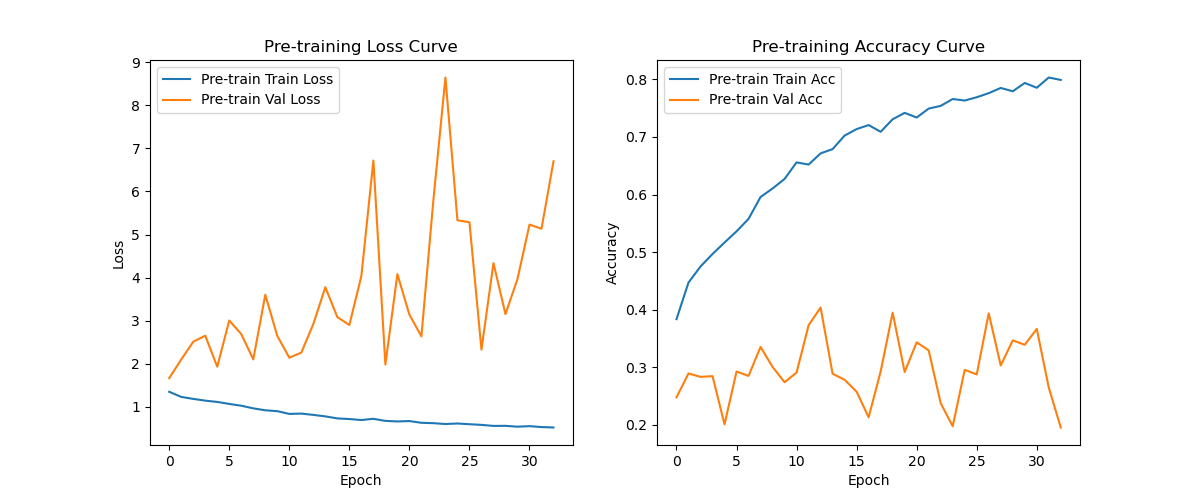 Pre-training Loss Curve
Pre-train Train Loss
Pre-train Val Loss
9
8
7
6
5
4
3
2
1
Loss
0 5 10 15 20 25 30
Epoch
Pre-training Accuracy Curve
Pre-train Train Acc
Pre-train Val Acc
0.8
0.7
0.6
0.5
0.4
0.3
0.2
Accuracy
0 5 10 15 20 25 30
Epoch